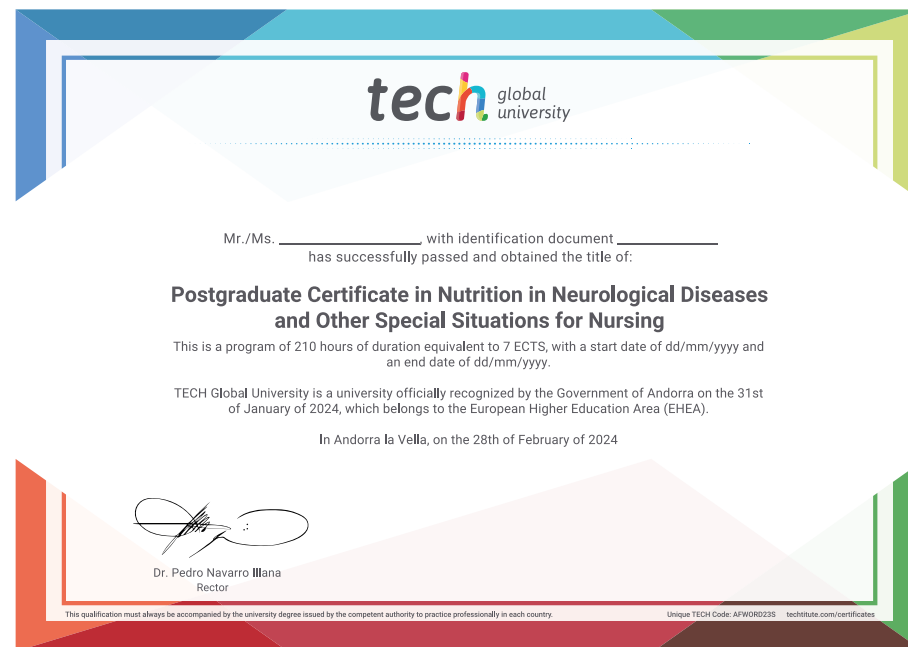 tech global
university
Mr./Ms. ____________________, with identification document ______________
has successfully passed and obtained the title of:
Postgraduate Certificate in Nutrition in Neurological Diseases
and Other Special Situations for Nursing
This is a program of 210 hours of duration equivalent to 7 ECTS, with a start date of dd/mm/yyyy and
an end date of dd/mm/yyyy.
TECH Global University is a university officially recognized by the Government of Andorra on the 31st
of January of 2024, which belongs to the European Higher Education Area (EHEA).
In Andorra la Vella, on the 28th of February of 2024
Dr. Pedro Navarro Illana
Rector
This qualification must always be accompanied by the university degree issued by the competent authority to practice professionally in each country. Unique TECH Code: AFWORD23S techtitute.com/certificates